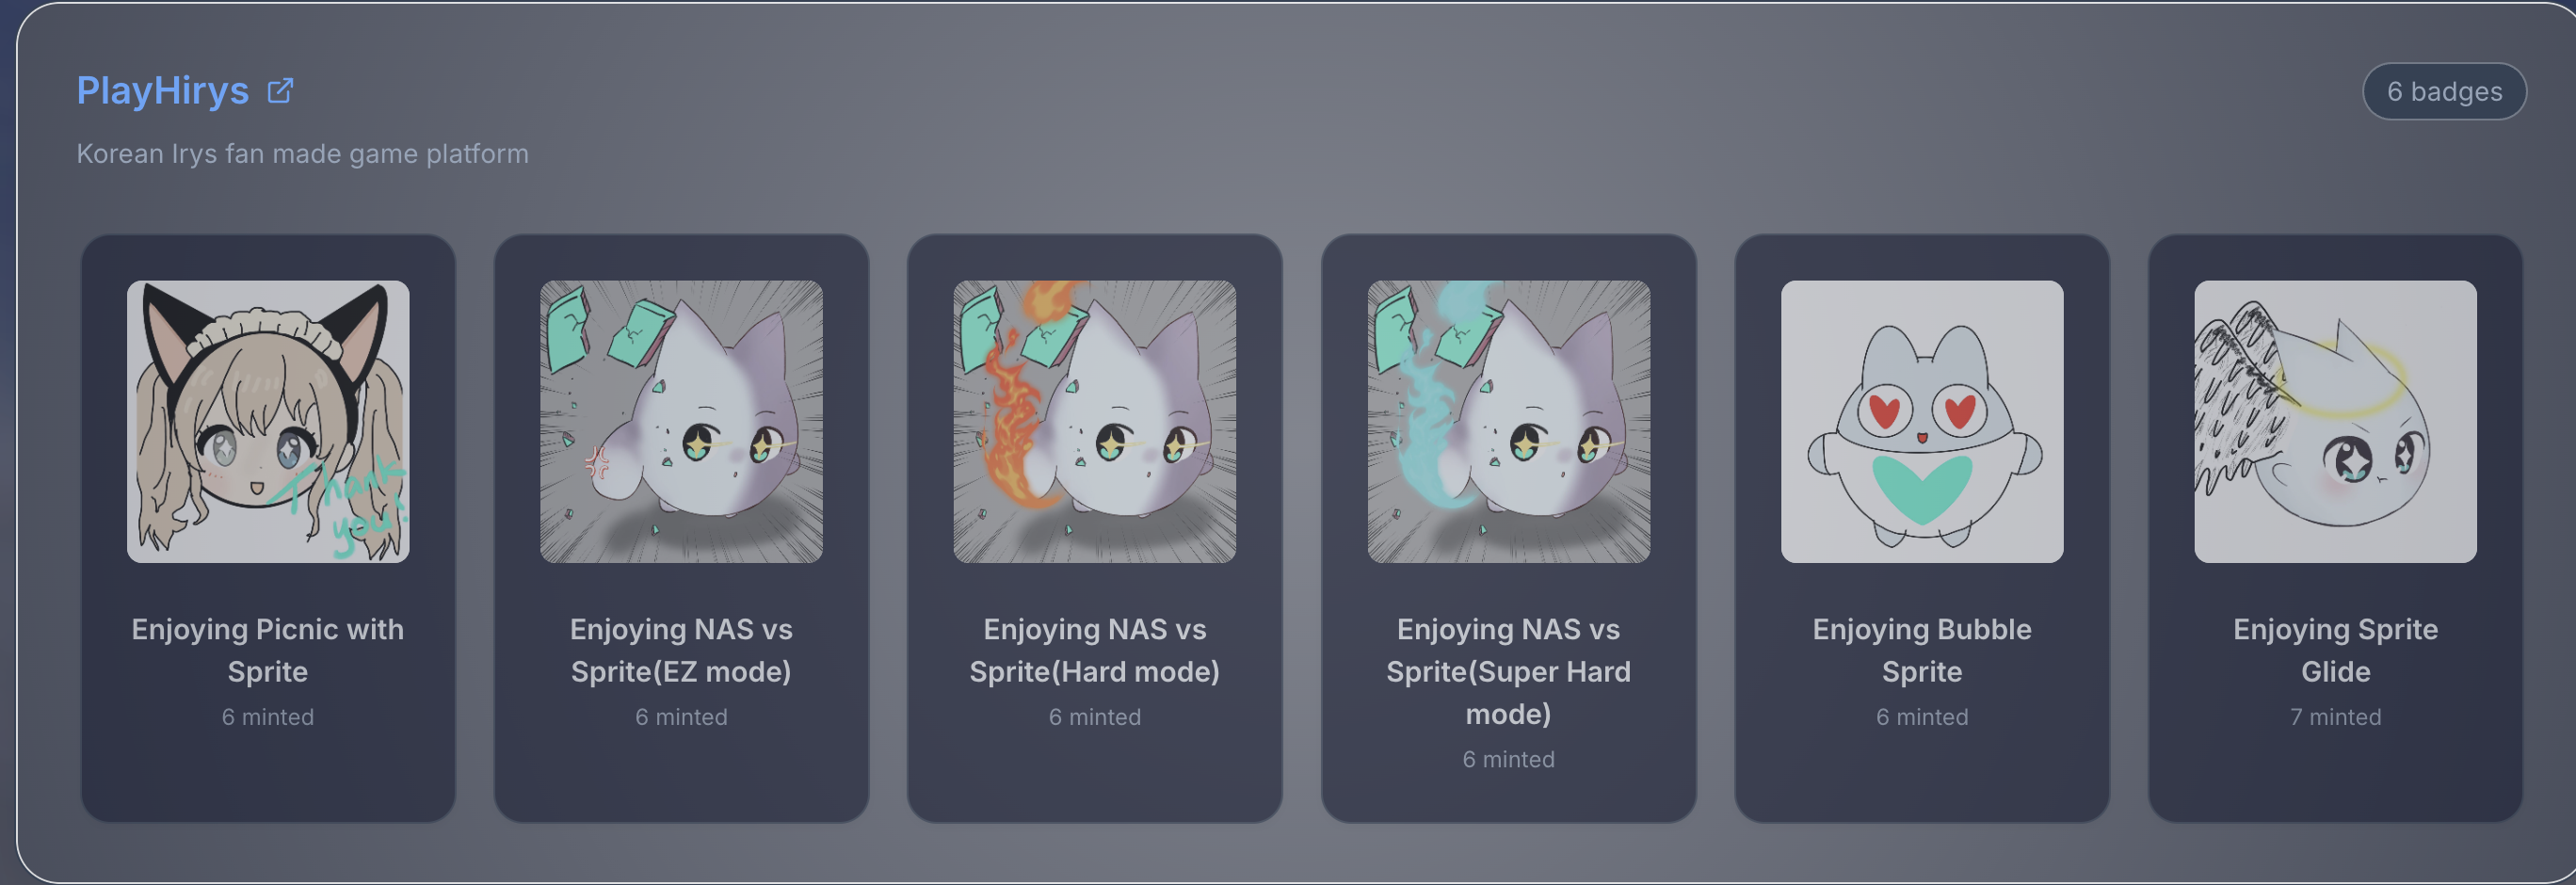 PlayHirys
6 badges
Korean Irys fan made game platform
Thank
you!
Enjoying Picnic with
Sprite
6 minted
Enjoying NAS vs
Sprite(EZ mode)
6 minted
Enjoying NAS vs
Sprite(Hard mode)
6 minted
Enjoying NAS vs
Sprite(Super Hard
mode)
6 minted
Enjoying Bubble
Sprite
6 minted
Enjoying Sprite
Glide
7 minted